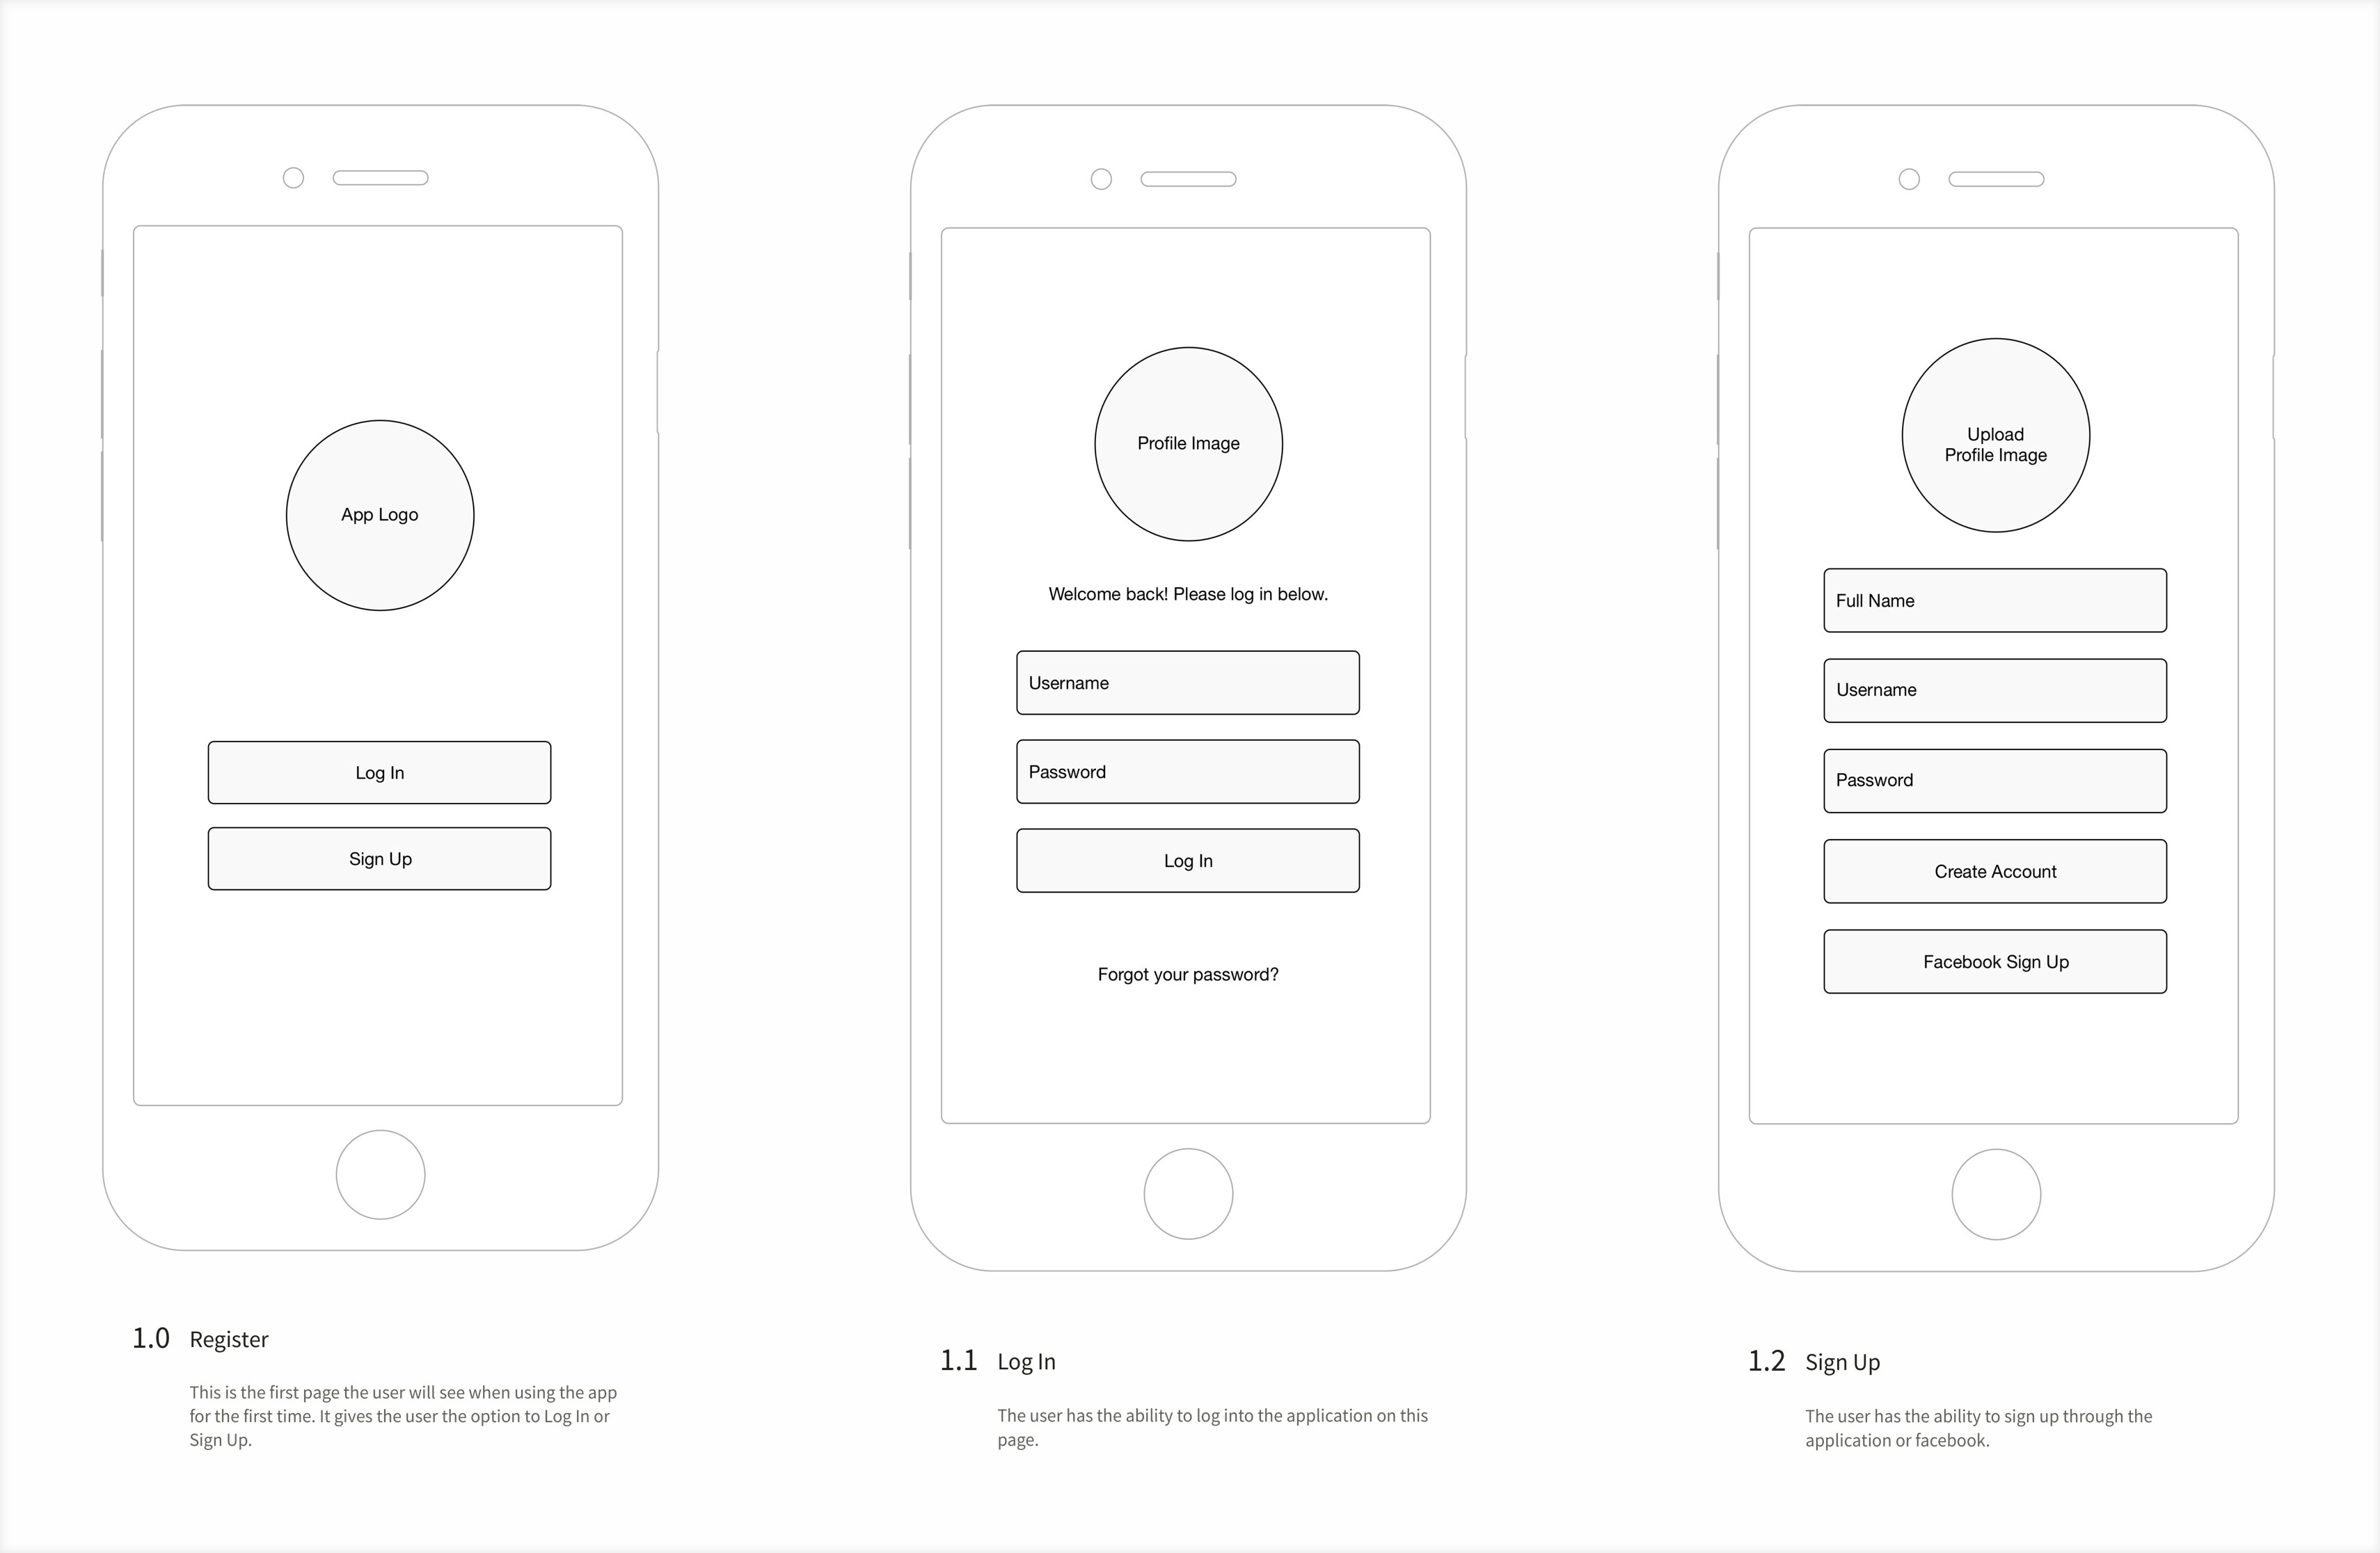 App Logo
Log In
Sign Up
1.0 Register
This is the first page the user will see when using the app
for the first time. It gives the user the option to Log In or
Sign Up.
Profile Image
Welcome back! Please log in below.
Username
Password
Log In
Forgot your password?
1.1 Log In
The user has the ability to log into the application on this
page.
Upload
Profile Image
Full Name
Username
Password
Create Account
Facebook Sign Up
1.2 Sign Up
The user has the ability to sign up through the
application or facebook.